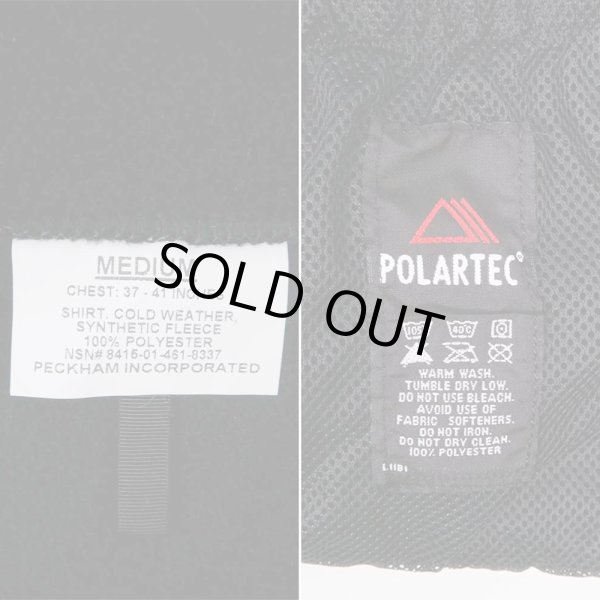 MEDIUM
CHEST: 37 - 41 INCHES
SHIRT. COLD WEATHER,
SYNTHETIC FLEECE
100% POLYESTER
NSN# 8415-01-461-8337
PECKHAM INCORPORATED
SOLD OUT
POLARTEC®
105 40°C
WARM WASH.
TUMBLE DRY LOW.
DO NOT USE BLEACH.
AVOID USE OF
FABRIC SOFTENERS.
DO NOT IRON.
DO NOT DRY CLEAN.
100% POLYESTER